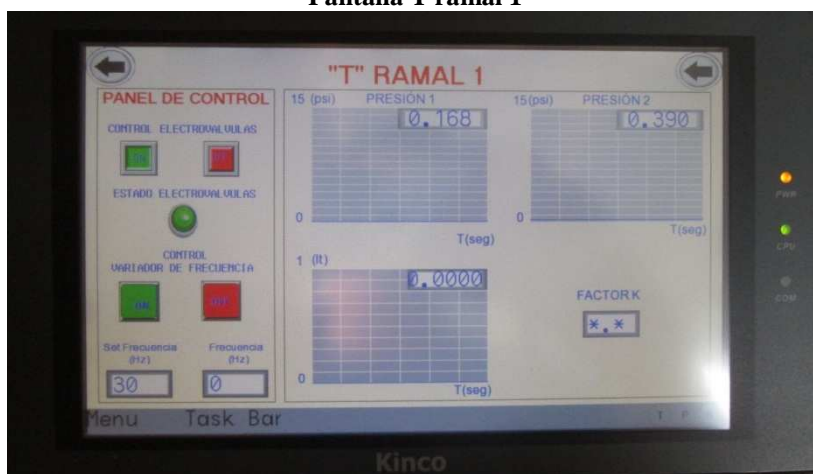 Pantalla T ramal 1
"T" RAMAL 1
PANEL DE CONTROL
CONTROL ELECTROVALVULAS
ON
ESTADO ELECTROVALVULAS
CONTROL
VARIADOR DE FRECUENCIA
ON OFF
Set Frecuencia (Hz)
30
Frecuencia (Hz)
0
15 (psi) PRESIÓN 1
0.168
0
T(seg)
15(psi) PRESIÓN 2
0.390
0
T(seg)
1 (lt)
0.0000
0
T(seg)
FACTOR K
*.*
Menu Task Bar
PWR
CPU
COM
Kinco